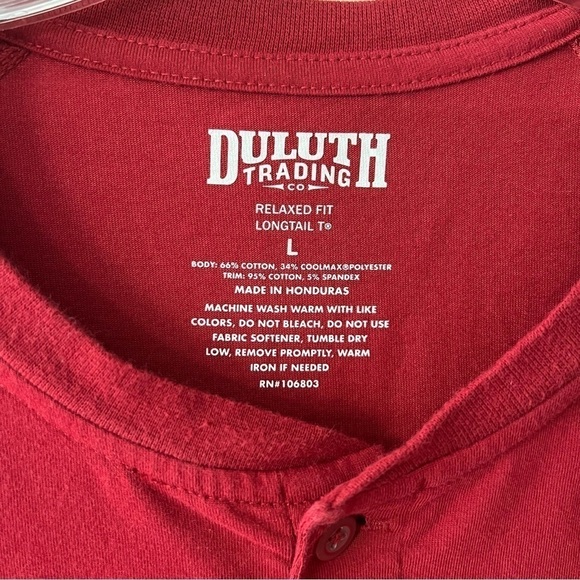 DULUTH
TRADING
CO
RELAXED FIT
LONGTAIL T®
L
BODY: 66% COTTON, 34% COOLMAX®POLYESTER
TRIM: 95% COTTON, 5% SPANDEX
MADE IN HONDURAS
MACHINE WASH WARM WITH LIKE
COLORS, DO NOT BLEACH, DO NOT USE
FABRIC SOFTENER, TUMBLE DRY
LOW, REMOVE PROMPTLY, WARM
IRON IF NEEDED
RN#106803